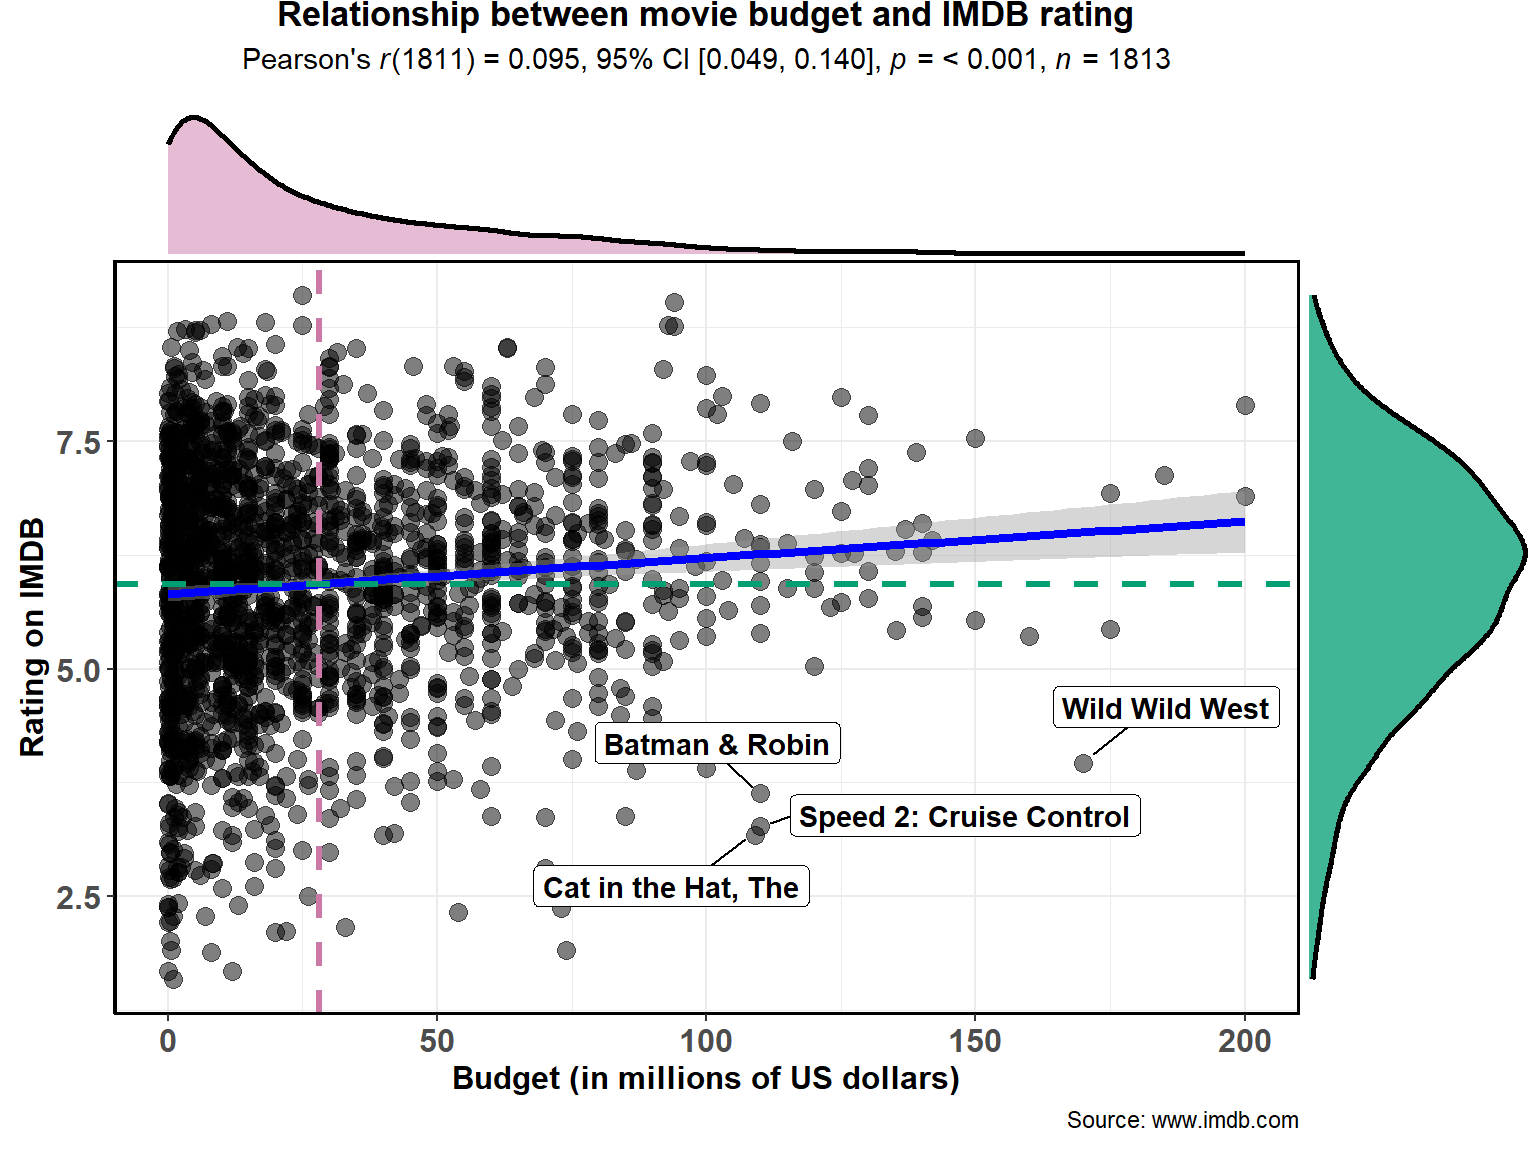 Relationship between movie budget and IMDB rating
Pearson's r(1811) = 0.095, 95% CI [0.049, 0.140], p = < 0.001, n = 1813
Rating on IMDB
7.5
5.0
2.5
Wild Wild West
Batman & Robin
Speed 2: Cruise Control
Cat in the Hat, The
0 50 100 150 200
Budget (in millions of US dollars)
Source: www.imdb.com